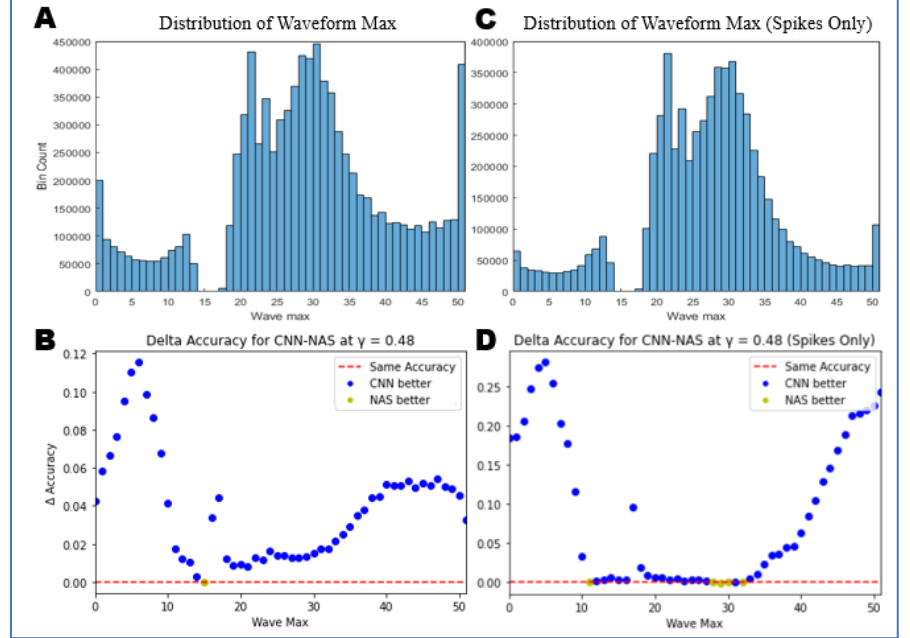 A
Distribution of Waveform Max
450000
400000
350000
300000
250000
200000
150000
100000
50000
0
Bin Count
0 5 10 15 20 25 30 35 40 45 50
Wave max
C
Distribution of Waveform Max (Spikes Only)
400000
350000
300000
250000
200000
150000
100000
50000
0
0 5 10 15 20 25 30 35 40 45 50
Wave max
B
Delta Accuracy for CNN-NAS at γ = 0.48
0.12
0.10
0.08
0.06
0.04
0.02
0.00
Δ Accuracy
Same Accuracy
CNN better
NAS better
0 10 20 30 40 50
Wave Max
D
Delta Accuracy for CNN-NAS at γ = 0.48 (Spikes Only)
0.25
0.20
0.15
0.10
0.05
0.00
Same Accuracy
CNN better
NAS better
0 10 20 30 40 50
Wave Max